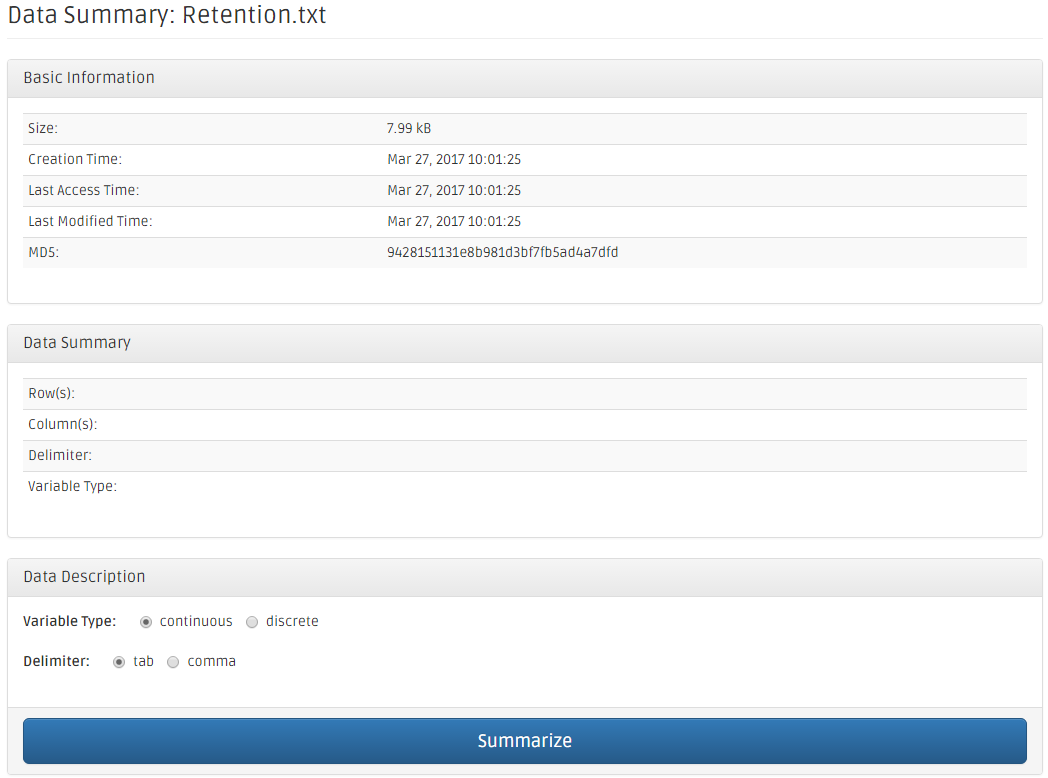 Data Summary: Retention.txt
Basic Information
Size: 7.99 kB
Creation Time: Mar 27, 2017 10:01:25
Last Access Time: Mar 27, 2017 10:01:25
Last Modified Time: Mar 27, 2017 10:01:25
MD5: 9428151131e8b981d3bf7fb5ad4a7dfd
Data Summary
Row(s):
Column(s):
Delimiter:
Variable Type:
Data Description
Variable Type: continuous discrete
Delimiter: tab comma
Summarize